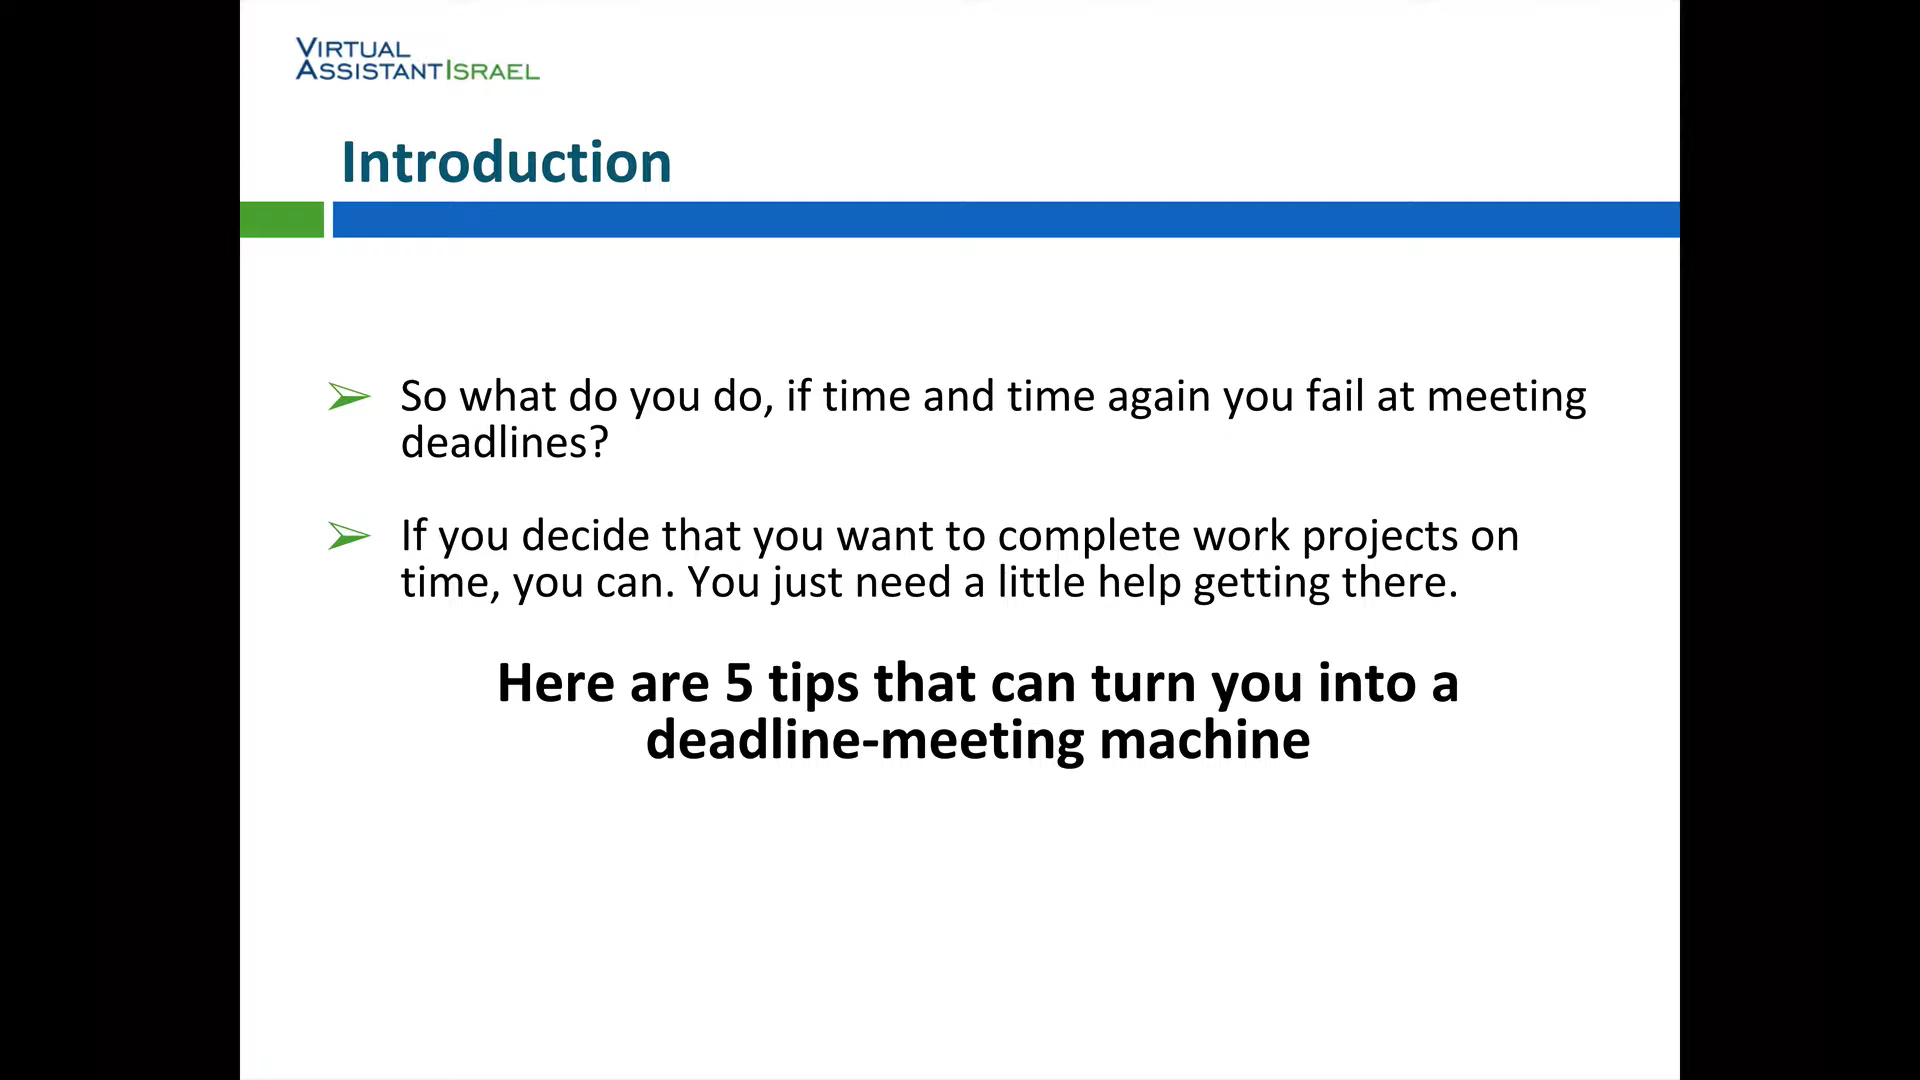 VIRTUAL
ASSISTANT ISRAEL
Introduction
So what do you do, if time and time again you fail at meeting
deadlines?
If you decide that you want to complete work projects on
time, you can. You just need a little help getting there.
Here are 5 tips that can turn you into a
deadline-meeting machine